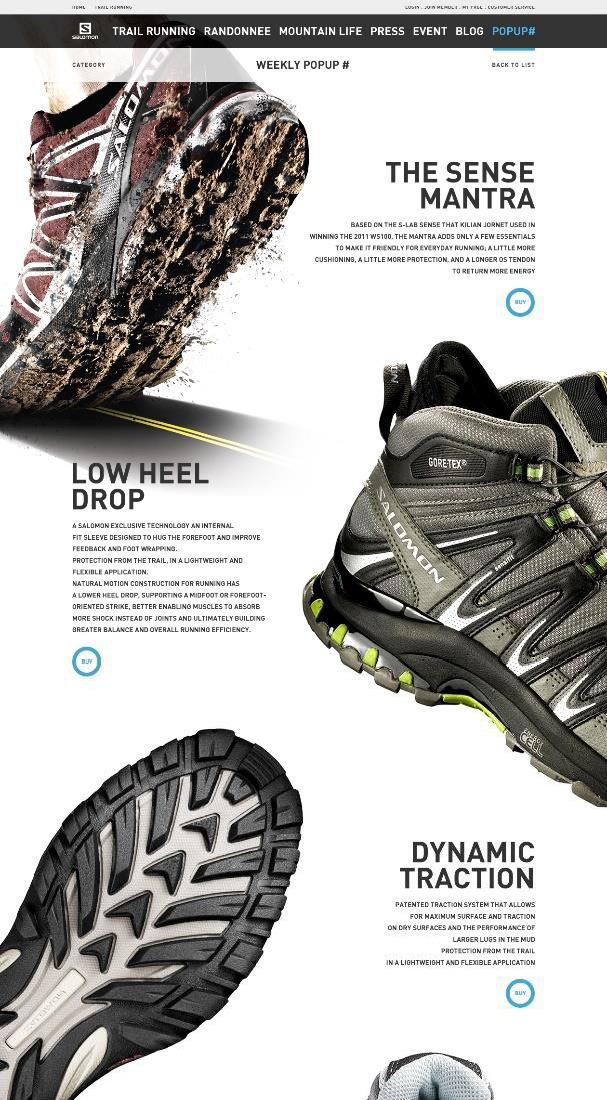 HOME TRAIL RUNNING
LOGIN . JOIN MEMBER . MY PAGE . CUSTOMER SERVICE
S
SALOMON
TRAIL RUNNING RANDONNEE MOUNTAIN LIFE PRESS EVENT BLOG POPUP#
CATEGORY
WEEKLY POPUP #
BACK TO LIST
SALOMON
THE SENSE
MANTRA
BASED ON THE S-LAB SENSE THAT KILIAN JORNET USED IN
WINNING THE 2011 WS100, THE MANTRA ADDS ONLY A FEW ESSENTIALS
TO MAKE IT FRIENDLY FOR EVERYDAY RUNNING; A LITTLE MORE
CUSHIONING, A LITTLE MORE PROTECTION, AND A LONGER OS TENDON
TO RETURN MORE ENERGY
BUY
GORE-TEX
SALOMON
LOW HEEL
DROP
A SALOMON EXCLUSIVE TECHNOLOGY AN INTERNAL
FIT SLEEVE DESIGNED TO HUG THE FOREFOOT AND IMPROVE
FEEDBACK AND FOOT WRAPPING.
PROTECTION FROM THE TRAIL, IN A LIGHTWEIGHT AND
FLEXIBLE APPLICATION.
NATURAL MOTION CONSTRUCTION FOR RUNNING HAS
A LOWER HEEL DROP, SUPPORTING A MIDFOOT OR FOREFOOT-
ORIENTED STRIKE, BETTER ENABLING MUSCLES TO ABSORB
MORE SHOCK INSTEAD OF JOINTS AND ULTIMATELY BUILDING
GREATER BALANCE AND OVERALL RUNNING EFFICIENCY.
BUY
CELL
DYNAMIC
TRACTION
PATENTED TRACTION SYSTEM THAT ALLOWS
FOR MAXIMUM SURFACE AND TRACTION
ON DRY SURFACES AND THE PERFORMANCE OF
LARGER LUGS IN THE MUD
PROTECTION FROM THE TRAIL
IN A LIGHTWEIGHT AND FLEXIBLE APPLICATION
BUY